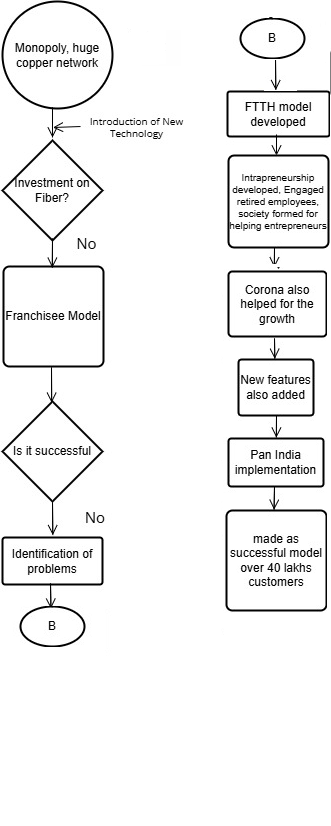 Monopoly, huge
copper network
Introduction of New
Technology
Investment on
Fiber?
No
Franchisee Model
Is it successful
No
Identification of
problems
B
B
FTTH model
developed
Intrapreneurship
developed, Engaged
retired employees,
society formed for
helping entrepreneurs
Corona also
helped for the
growth
New features
also added
Pan India
implementation
made as
successful model
over 40 lakhs
customers